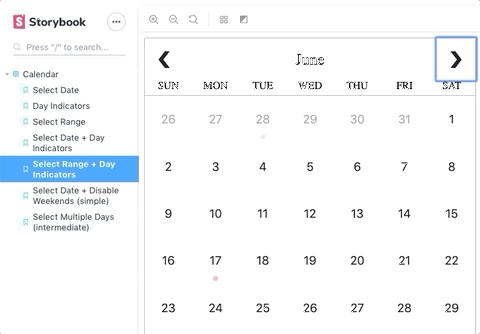 Storybook
Press "/" to search...
Calendar
Select Date
Day Indicators
Select Range
Select Date + Day
Indicators
Select Range + Day
Indicators
Select Date + Disable
Weekends (simple)
Select Multiple Days
(intermediate)
June
SUN MON TUE WED THU FRI SAT
26 27 28 29 30 31 1
2 3 4 5 6 7 8
9 10 11 12 13 14 15
16 17 18 19 20 21 22
23 24 25 26 27 28 29